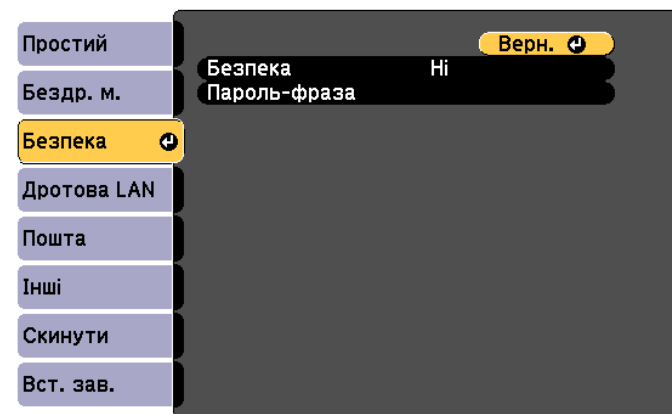 Простий
Бездр. м.
Безпека
Дротова LAN
Пошта
Інші
Скинути
Вст. зав.
Верн.
Безпека Ні
Пароль-фраза